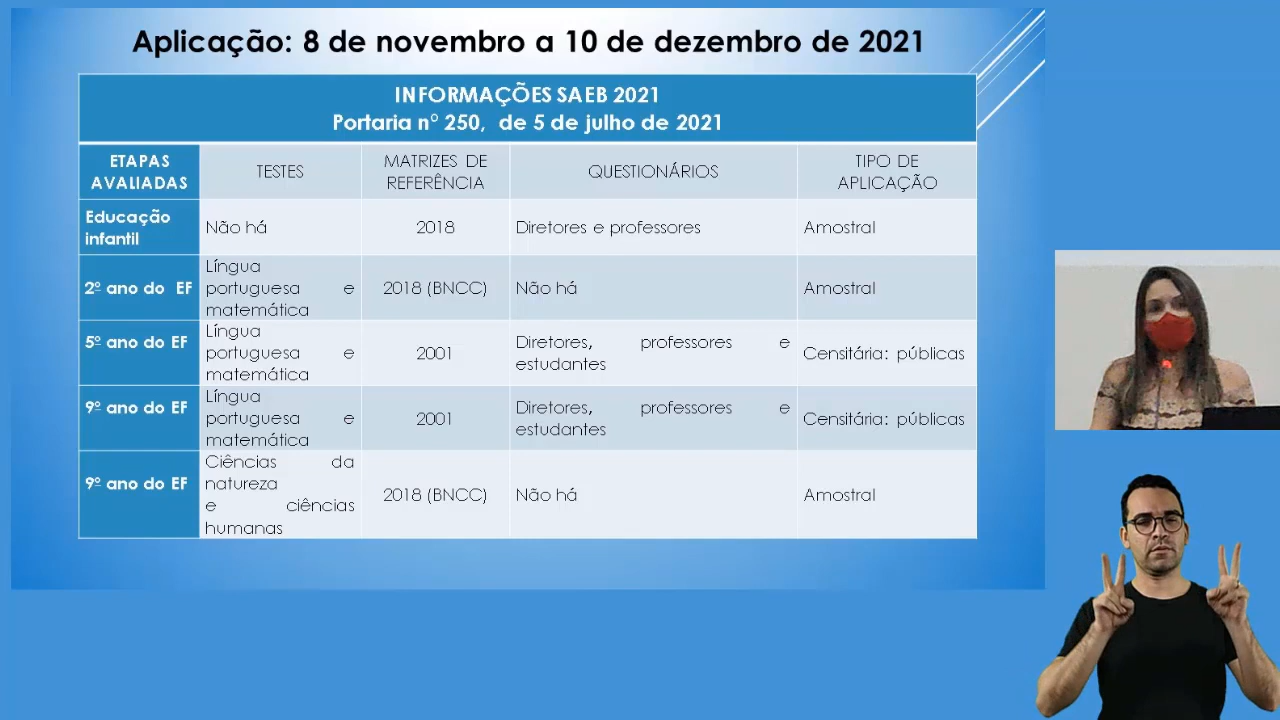 Aplicação: 8 de novembro a 10 de dezembro de 2021
INFORMAÇÕES SAEB 2021
Portaria nº 250, de 5 de julho de 2021
ETAPAS
AVALIADAS
TESTES
MATRIZES DE
REFERÊNCIA
QUESTIONÁRIOS
TIPO DE
APLICAÇÃO
Educação
infantil
Não há
2018
Diretores e professores
Amostral
2º ano do EF
Língua
portuguesa e
matemática
2018 (BNCC)
Não há
Amostral
5º ano do EF
Língua
portuguesa e
matemática
2001
Diretores, professores e
estudantes
Censitária: públicas
9º ano do EF
Língua
portuguesa e
matemática
2001
Diretores, professores e
estudantes
Censitária: públicas
9º ano do EF
Ciências da
natureza
e ciências
humanas
2018 (BNCC)
Não há
Amostral